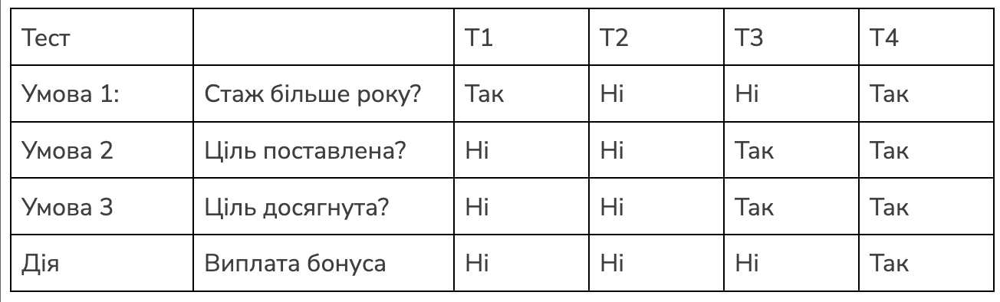 Тест T1 T2 T3 T4
Умова 1: Стаж більше року? Так Ні Ні Так
Умова 2 Ціль поставлена? Ні Ні Так Так
Умова 3 Ціль досягнута? Ні Ні Так Так
Дія Виплата бонуса Ні Ні Ні Так